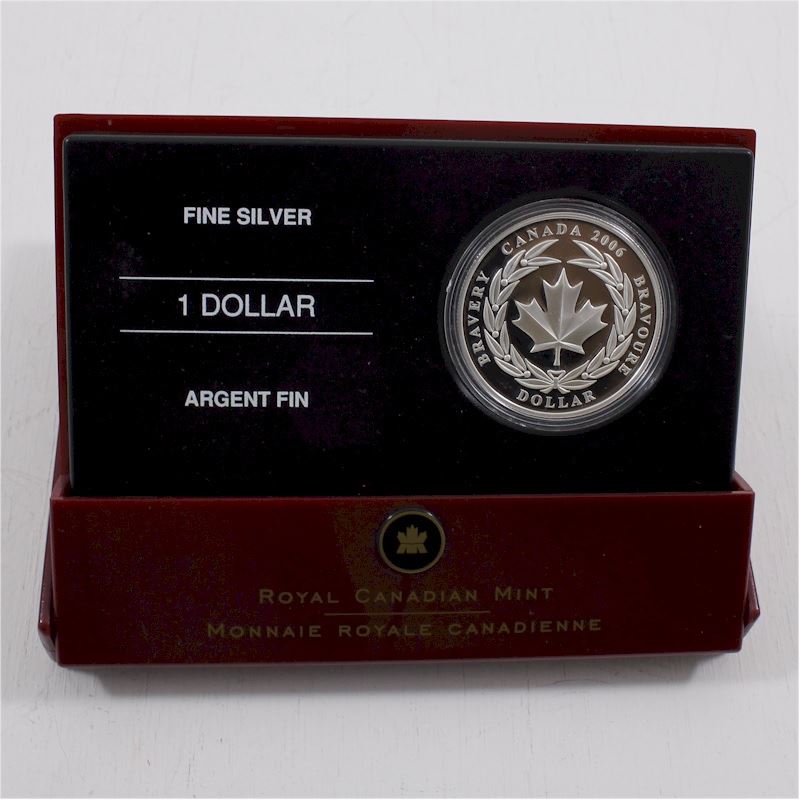 FINE SILVER
1 DOLLAR
ARGENT FIN
CANADA 2006
BRAVERY
BRAVOURE
DOLLAR
ROYAL CANADIAN MINT
MONNAIE ROYALE CANADIENNE